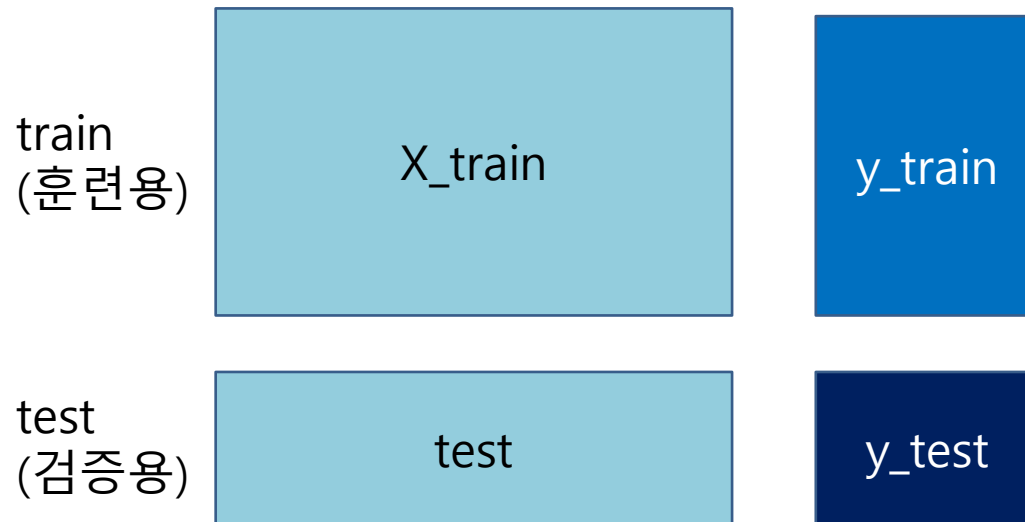 train
(훈련용)
X_train
y_train
test
(검증용)
test
y_test